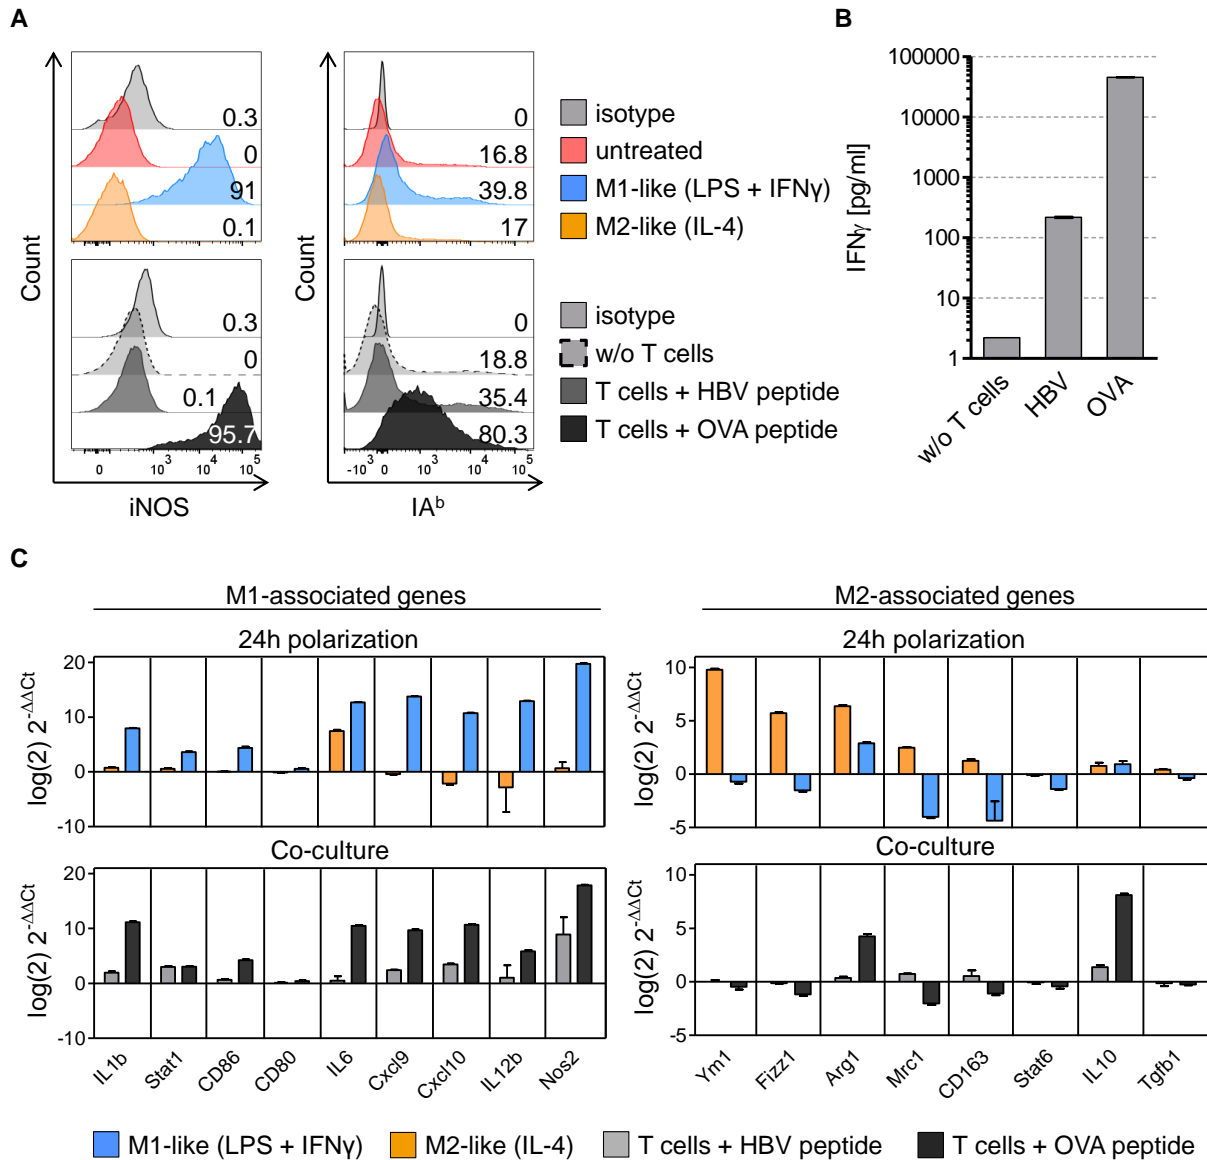 A
Count
0.3
0
91
0.1
0
16.8
39.8
17
isotype
untreated
M1-like (LPS + IFNγ)
M2-like (IL-4)
Count
0.3
0
0.1
95.7
0 10³ 10⁴ 10⁵
iNOS
0
18.8
35.4
80.3
-10³ 0 10³ 10⁴ 10⁵
IAᵇ
isotype
w/o T cells
T cells + HBV peptide
T cells + OVA peptide
B
IFNγ [pg/ml]
100000
10000
1000
100
10
1
w/o T cells
HBV
OVA
C
M1-associated genes
24h polarization
log(2) 2^-ΔΔCt
20
10
0
-10
Co-culture
log(2) 2^-ΔΔCt
20
10
0
-10
IL1b
Stat1
CD86
CD80
IL6
Cxcl9
Cxcl10
IL12b
Nos2
M2-associated genes
24h polarization
log(2) 2^-ΔΔCt
10
5
0
-5
Co-culture
log(2) 2^-ΔΔCt
10
5
0
-5
Ym1
Fizz1
Arg1
Mrc1
CD163
Stat6
IL10
Tgfb1
M1-like (LPS + IFNγ)
M2-like (IL-4)
T cells + HBV peptide
T cells + OVA peptide